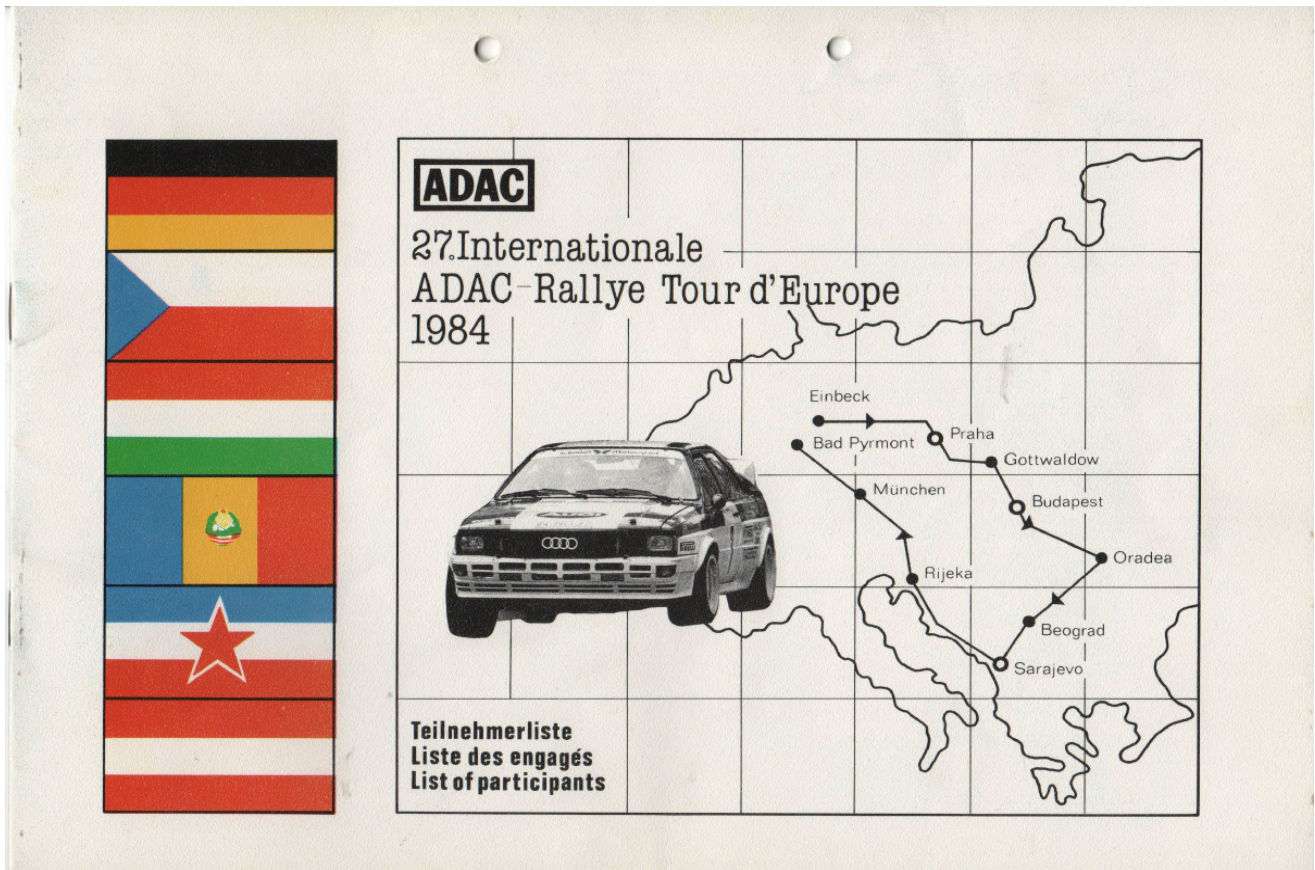 ADAC
27.Internationale
ADAC-Rallye Tour d'Europe
1984
Einbeck
Praha
Bad Pyrmont
Gottwaldow
München
Budapest
Oradea
Rijeka
Beograd
Sarajevo
Teilnehmerliste
Liste des engagés
List of participants